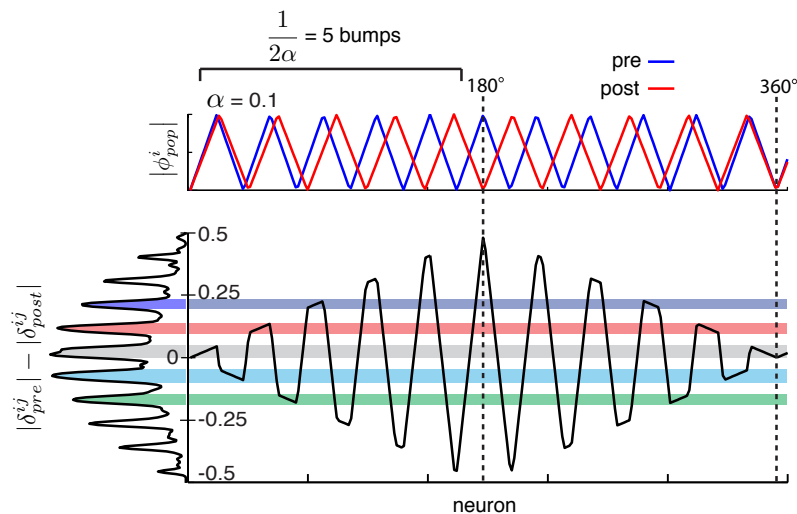 1/2α = 5 bumps
pre
post
180°
360°
α = 0.1
|ϕ^i_pop|
0.5
0.25
0
-0.25
-0.5
|δ^ij_pre| − |δ^ij_post|
neuron